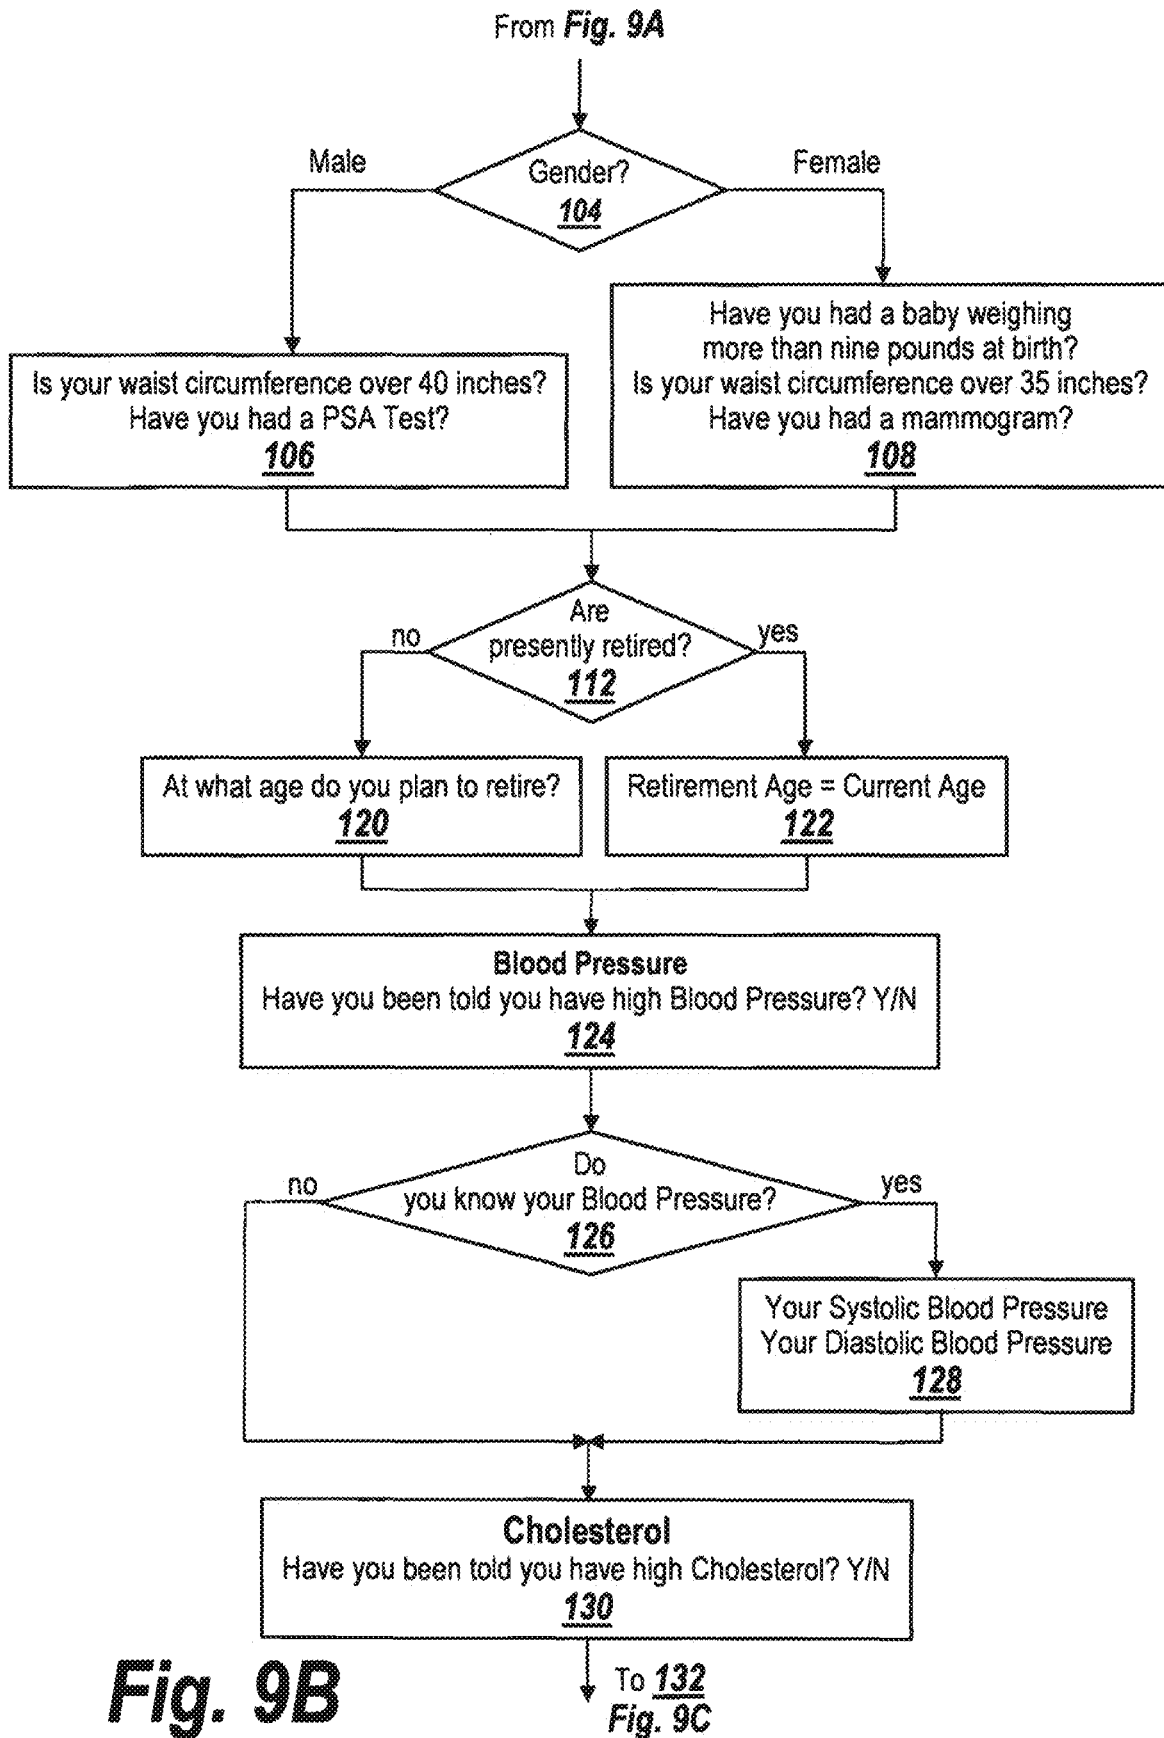 From Fig. 9A
Male
Female
Gender?
104
Have you had a baby weighing
more than nine pounds at birth?
Is your waist circumference over 35 inches?
Have you had a mammogram?
108
Is your waist circumference over 40 inches?
Have you had a PSA Test?
106
no
Are
presently retired?
112
yes
At what age do you plan to retire?
120
Retirement Age = Current Age
122
Blood Pressure
Have you been told you have high Blood Pressure? Y/N
124
no
Do
you know your Blood Pressure?
126
yes
Your Systolic Blood Pressure
Your Diastolic Blood Pressure
128
Cholesterol
Have you been told you have high Cholesterol? Y/N
130
Fig. 9B
To 132
Fig. 9C